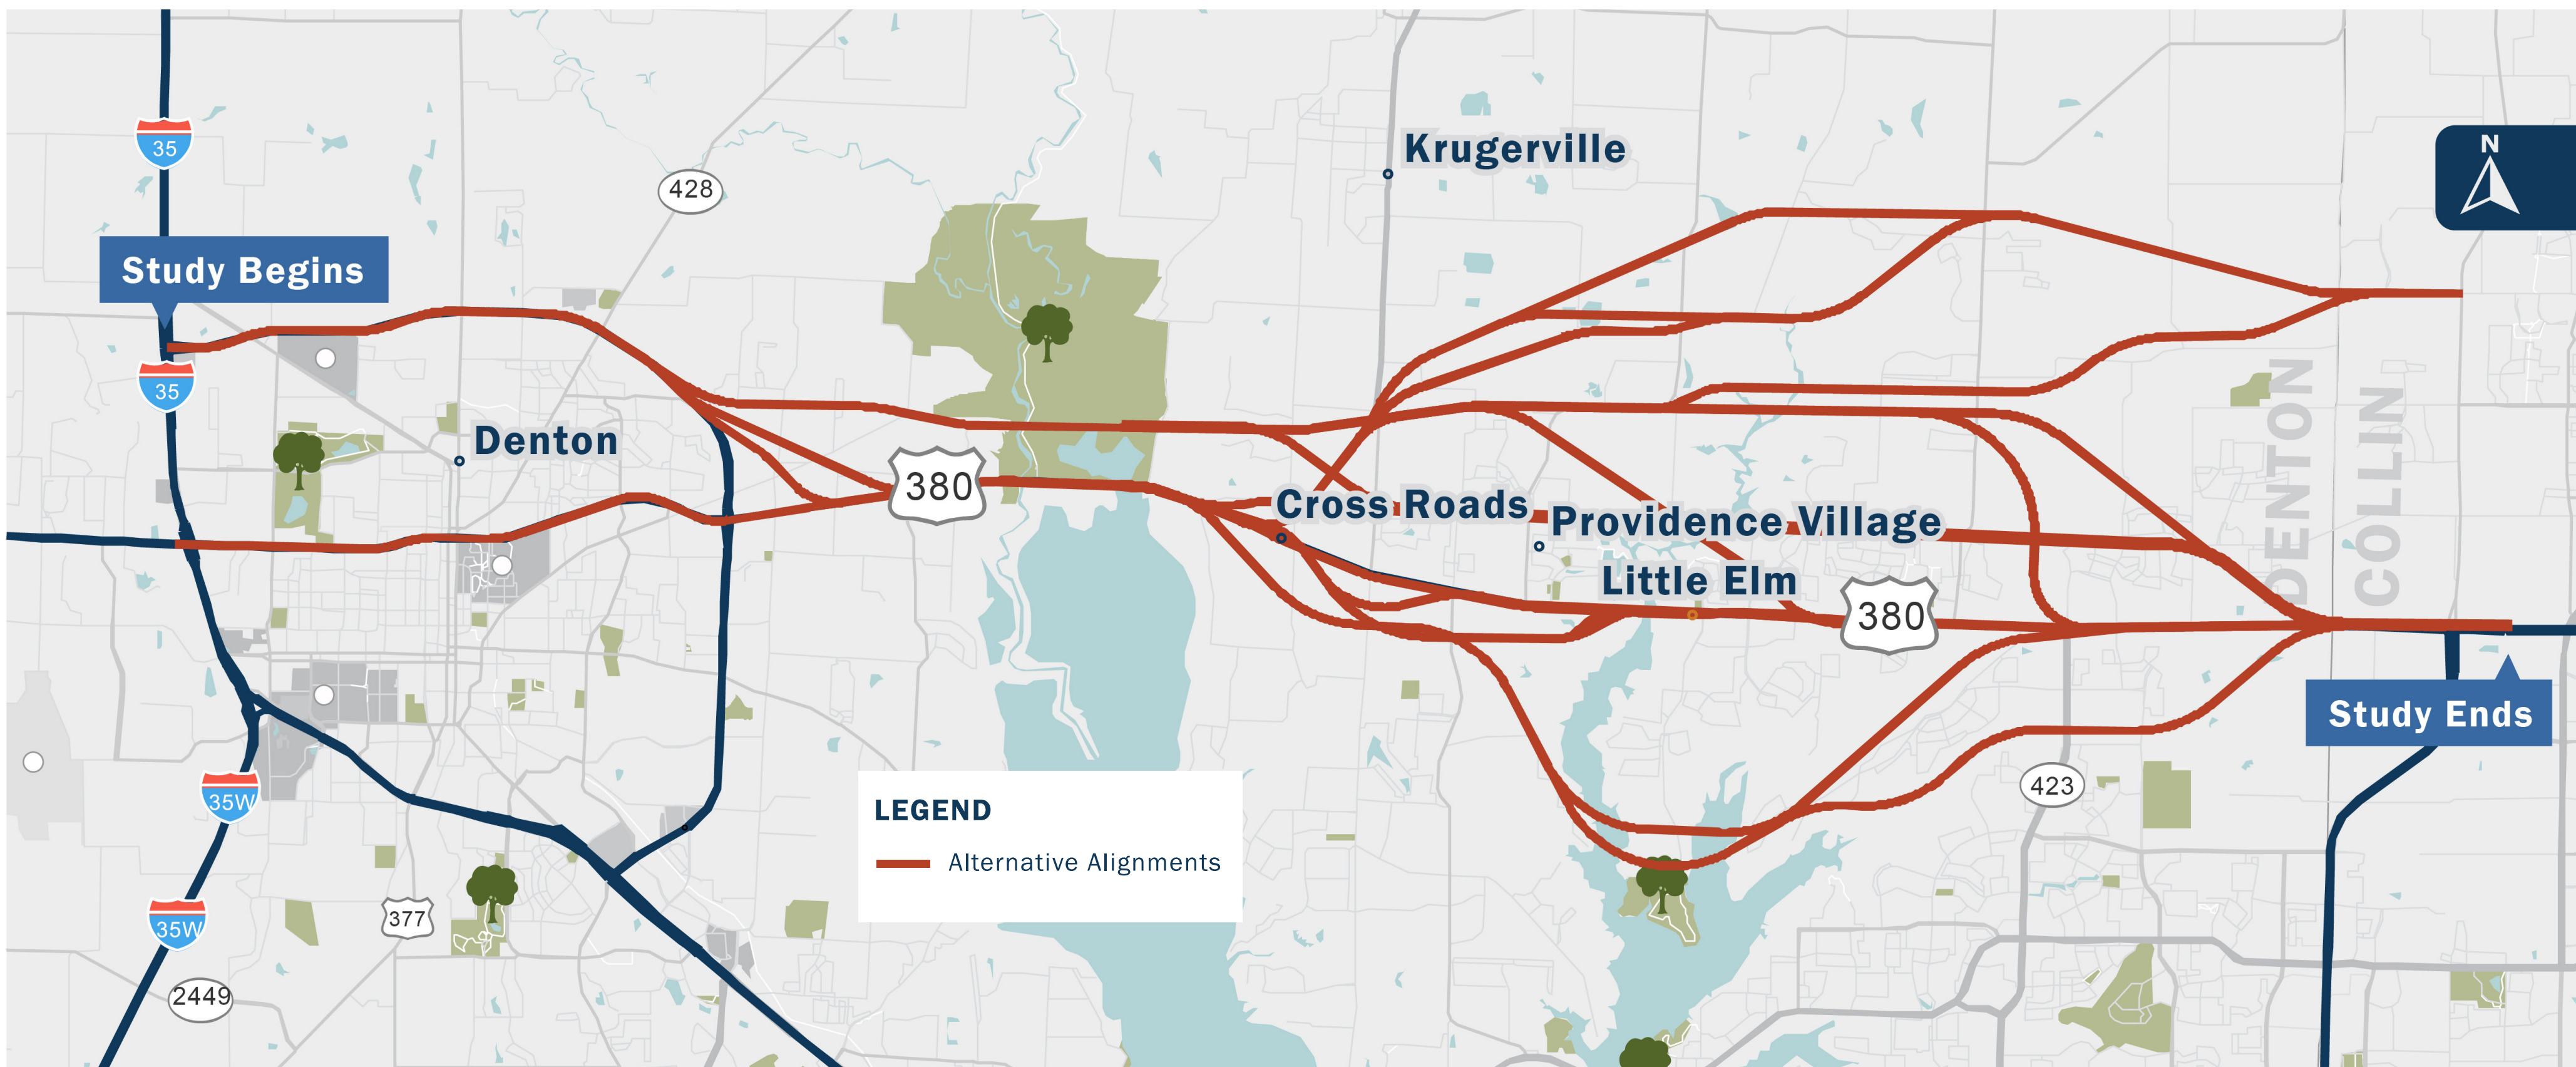 N
35
Krugerville
428
Study Begins
35
Denton
380
Cross Roads
Providence Village
Little Elm
380
DENTON
COLLIN
Study Ends
423
35W
LEGEND
Alternative Alignments
35W
377
2449